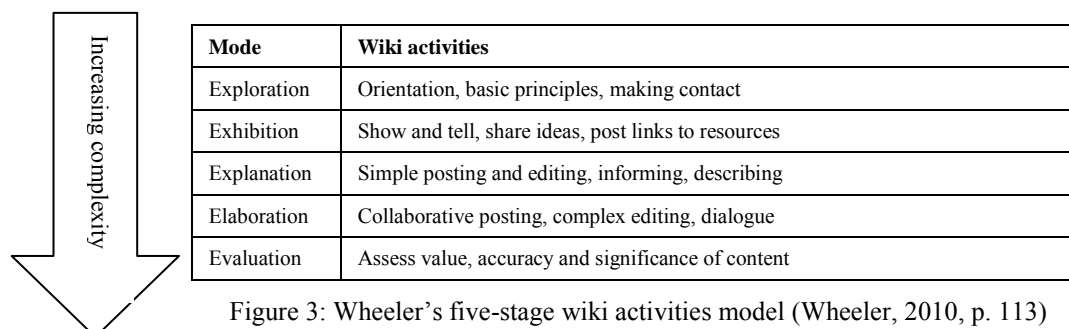 Increasing complexity
Mode Wiki activities
Exploration Orientation, basic principles, making contact
Exhibition Show and tell, share ideas, post links to resources
Explanation Simple posting and editing, informing, describing
Elaboration Collaborative posting, complex editing, dialogue
Evaluation Assess value, accuracy and significance of content
Figure 3: Wheeler's five-stage wiki activities model (Wheeler, 2010, p. 113)